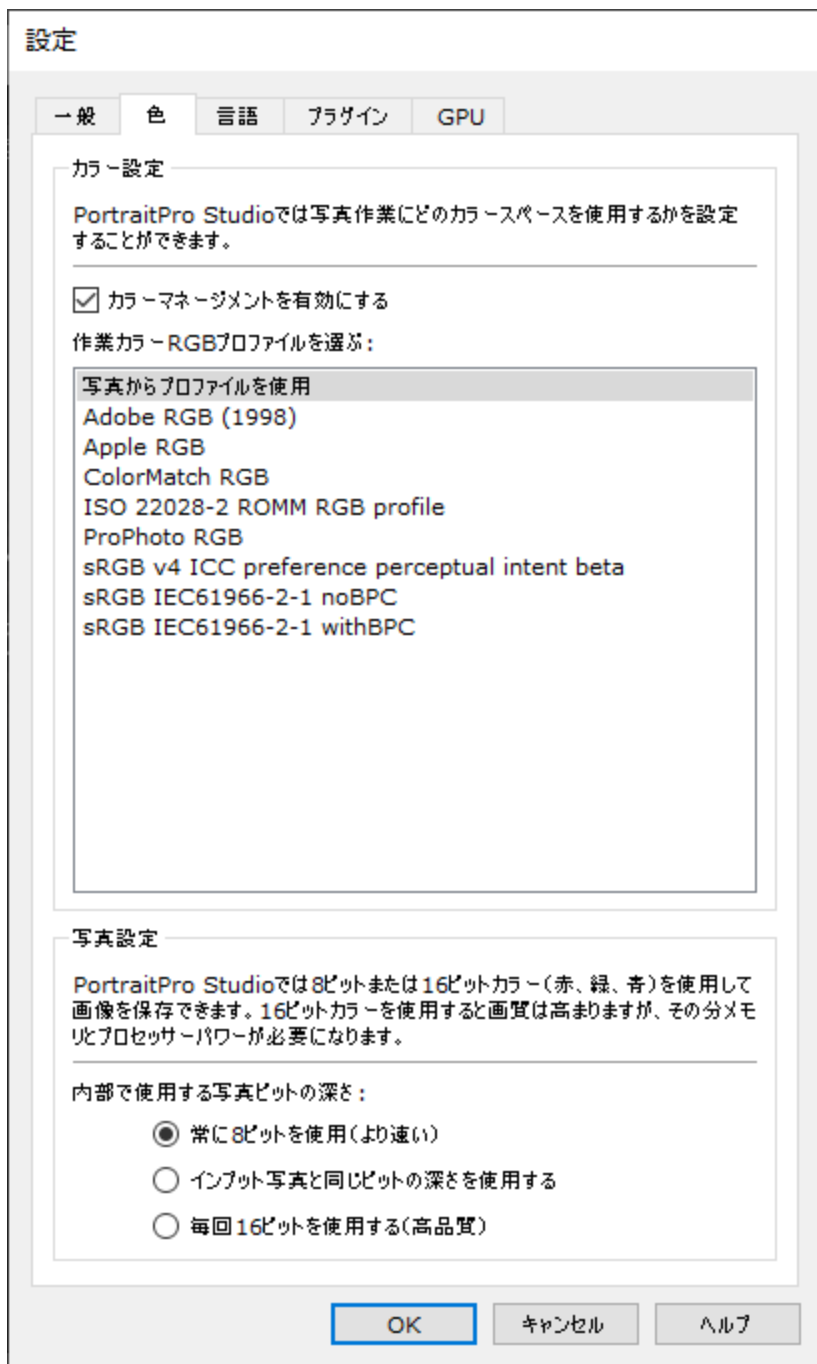 設定
一般 色 言語 プラグイン GPU
カラー設定
PortraitPro Studioでは写真作業にどのカラースペースを使用するかを設定
することができます。
カラーマネージメントを有効にする
作業カラーRGBプロファイルを選ぶ:
写真からプロファイルを使用
Adobe RGB (1998)
Apple RGB
ColorMatch RGB
ISO 22028-2 ROMM RGB profile
ProPhoto RGB
sRGB v4 ICC preference perceptual intent beta
sRGB IEC61966-2-1 noBPC
sRGB IEC61966-2-1 withBPC
写真設定
PortraitPro Studioでは8ビットまたは16ビットカラー(赤、緑、青)を使用して
画像を保存できます。16ビットカラーを使用すると画質は高まりますが、その分メモ
リとプロセッサーパワーが必要になります。
内部で使用する写真ビットの深さ:
常に8ビットを使用(より速い)
インプット写真と同じビットの深さを使用する
毎回16ビットを使用する(高品質)
OK キャンセル ヘルプ